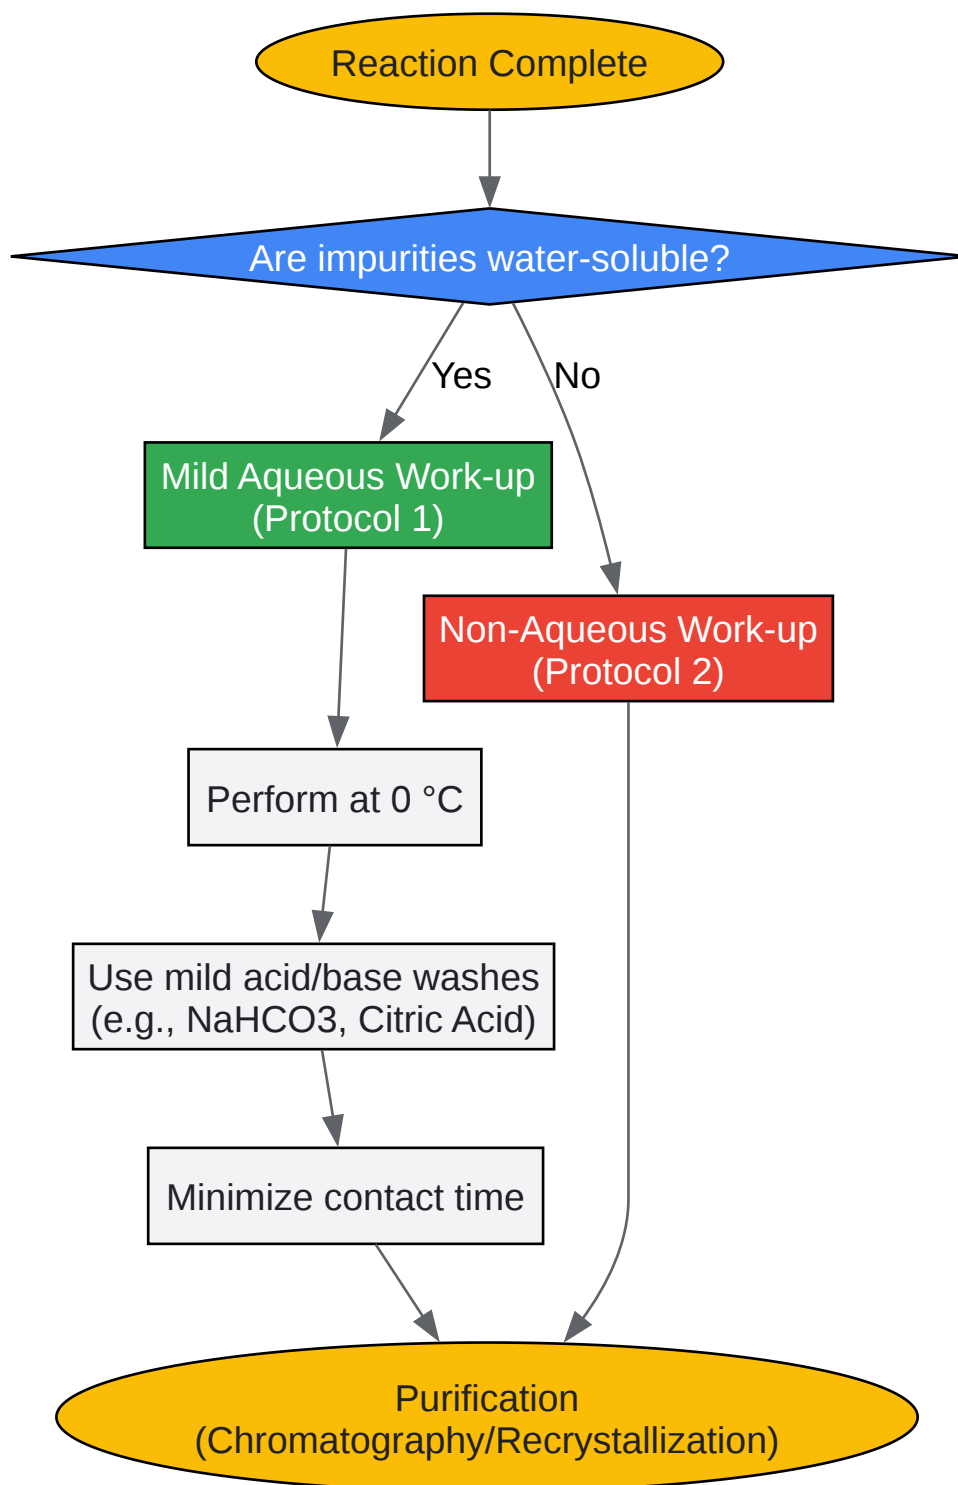 Reaction Complete
Are impurities water-soluble?
Yes
No
Mild Aqueous Work-up
(Protocol 1)
Non-Aqueous Work-up
(Protocol 2)
Perform at 0 °C
Use mild acid/base washes
(e.g., NaHCO3, Citric Acid)
Minimize contact time
Purification
(Chromatography/Recrystallization)